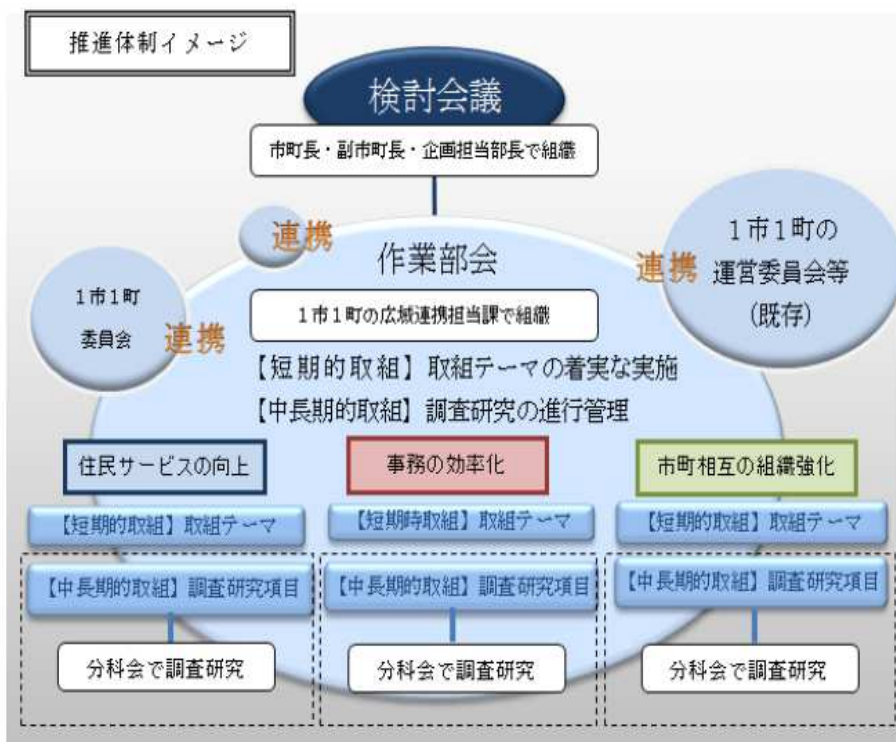 推進体制イメージ
検討会議
市町長・副市町長・企画担当部長で組織
連携
作業部会
連携
1市1町の
運営委員会等
(既存)
1市1町
委員会
連携
1市1町の広域連携担当課で組織
【短期的取組】取組テーマの着実な実施
【中長期的取組】調査研究の進行管理
住民サービスの向上
事務の効率化
市町相互の組織強化
【短期的取組】取組テーマ
【短期時取組】取組テーマ
【短期的取組】取組テーマ
【中長期的取組】調査研究項目
【中長期的取組】調査研究項目
【中長期的取組】調査研究項目
分科会で調査研究
分科会で調査研究
分科会で調査研究